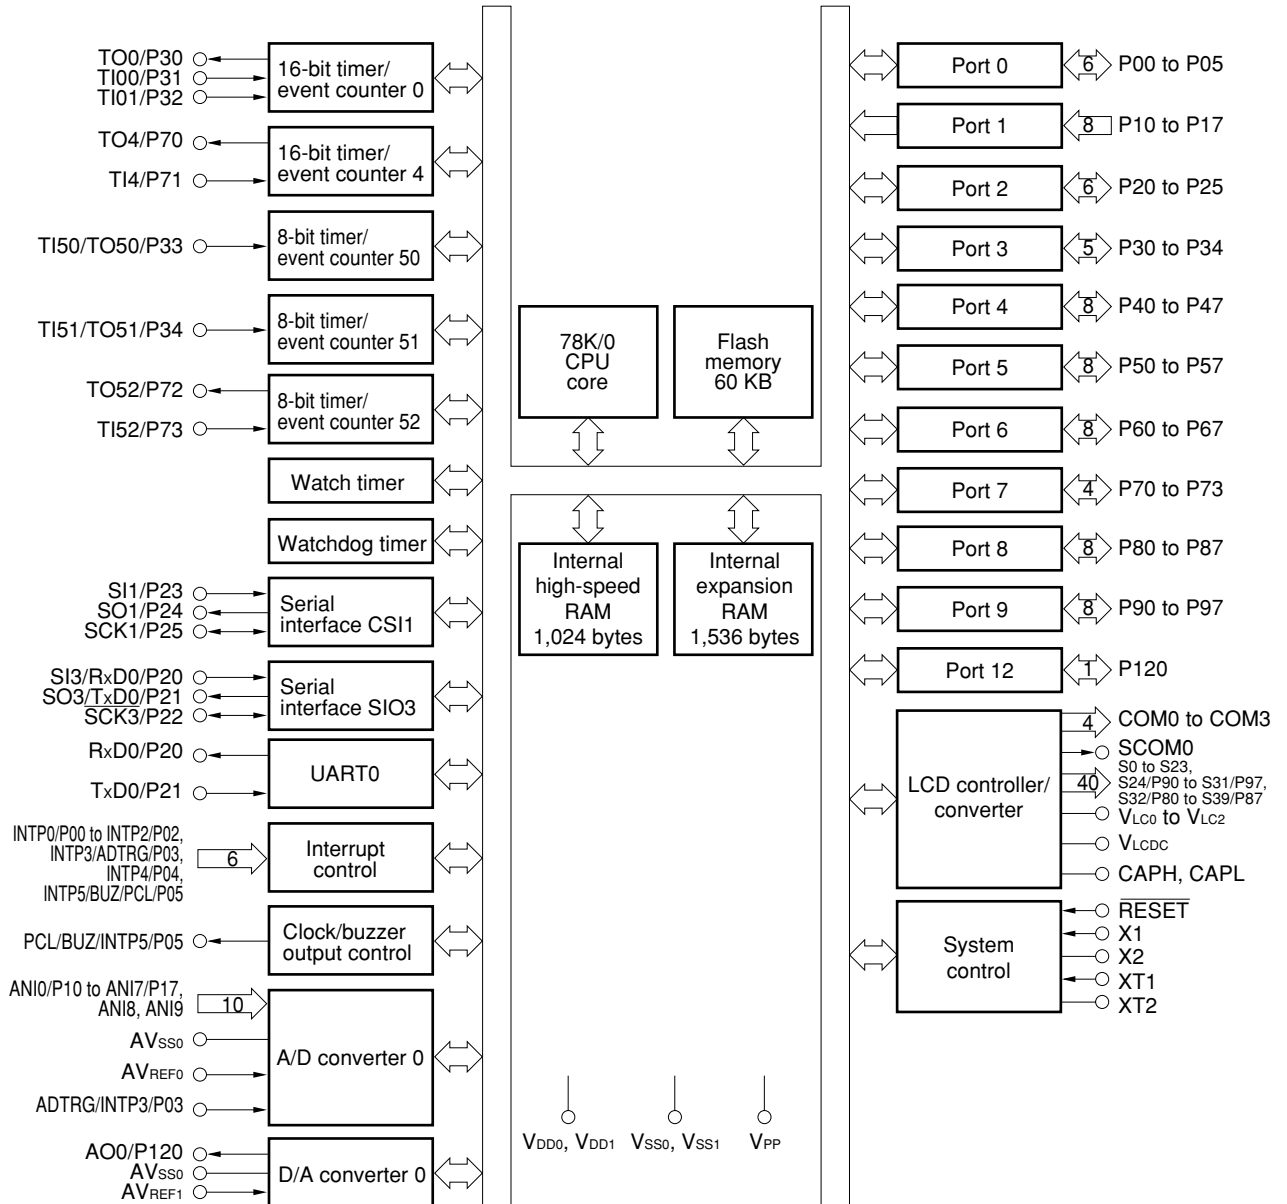 TO0/P30
TI00/P31
TI01/P32
16-bit timer/
event counter 0
TO4/P70
TI4/P71
16-bit timer/
event counter 4
TI50/TO50/P33
8-bit timer/
event counter 50
TI51/TO51/P34
8-bit timer/
event counter 51
TO52/P72
TI52/P73
8-bit timer/
event counter 52
Watch timer
Watchdog timer
SI1/P23
SO1/P24
SCK1/P25
Serial
interface CSI1
SI3/RxD0/P20
SO3/TxD0/P21
SCK3/P22
Serial
interface SIO3
RxD0/P20
TxD0/P21
UART0
INTP0/P00 to INTP2/P02,
INTP3/ADTRG/P03,
INTP4/P04,
INTP5/BUZ/PCL/P05
6
Interrupt
control
PCL/BUZ/INTP5/P05
Clock/buzzer
output control
ANI0/P10 to ANI7/P17,
ANI8, ANI9
10
AVSS0
AVREF0
ADTRG/INTP3/P03
A/D converter 0
AO0/P120
AVSS0
AVREF1
D/A converter 0
78K/0
CPU
core
Flash
memory
60 KB
Internal
high-speed
RAM
1,024 bytes
Internal
expansion
RAM
1,536 bytes
VDD0, VDD1
VSS0, VSS1
VPP
Port 0
6
P00 to P05
Port 1
8
P10 to P17
Port 2
6
P20 to P25
Port 3
5
P30 to P34
Port 4
8
P40 to P47
Port 5
8
P50 to P57
Port 6
8
P60 to P67
Port 7
4
P70 to P73
Port 8
8
P80 to P87
Port 9
8
P90 to P97
Port 12
1
P120
LCD controller/
converter
4
COM0 to COM3
SCOM0
40
S0 to S23,
S24/P90 to S31/P97,
S32/P80 to S39/P87
VLC0 to VLC2
VLCDC
CAPH, CAPL
System
control
RESET
X1
X2
XT1
XT2